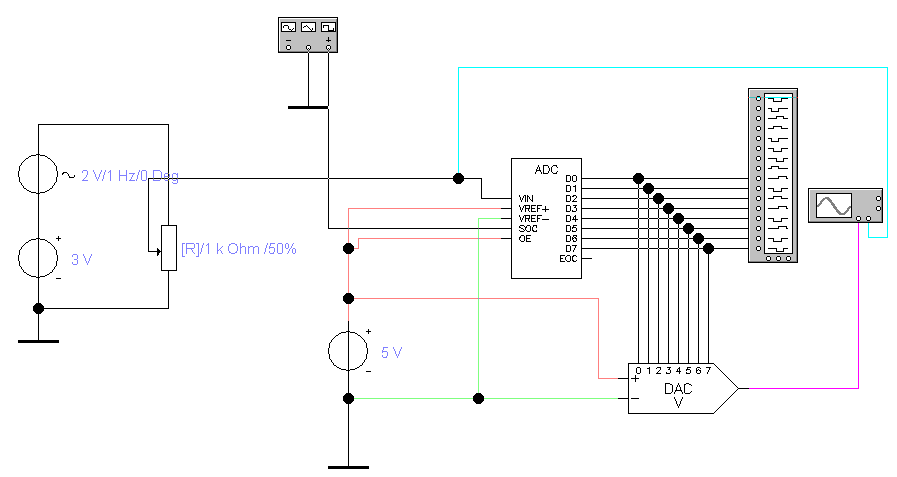 − +
ADC
2 V/1 Hz/0 Deg
VIN
VREF+
VREF−
SOC
OE
D0
D1
D2
D3
D4
D5
D6
D7
EOC
+
3 V
−
[R]/1 k Ohm /50%
+
5 V
−
0 1 2 3 4 5 6 7
+
−
DAC
V